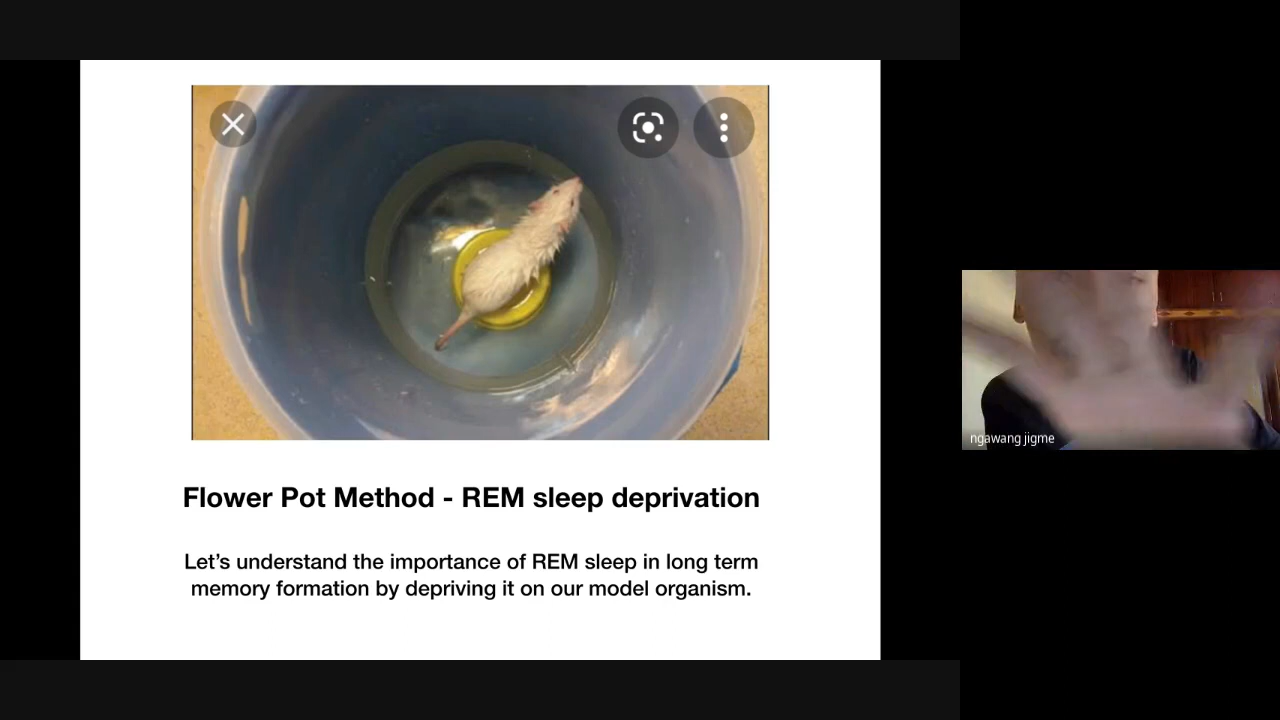 Flower Pot Method - REM sleep deprivation
Let’s understand the importance of REM sleep in long term
memory formation by depriving it on our model organism.
ngawang jigme